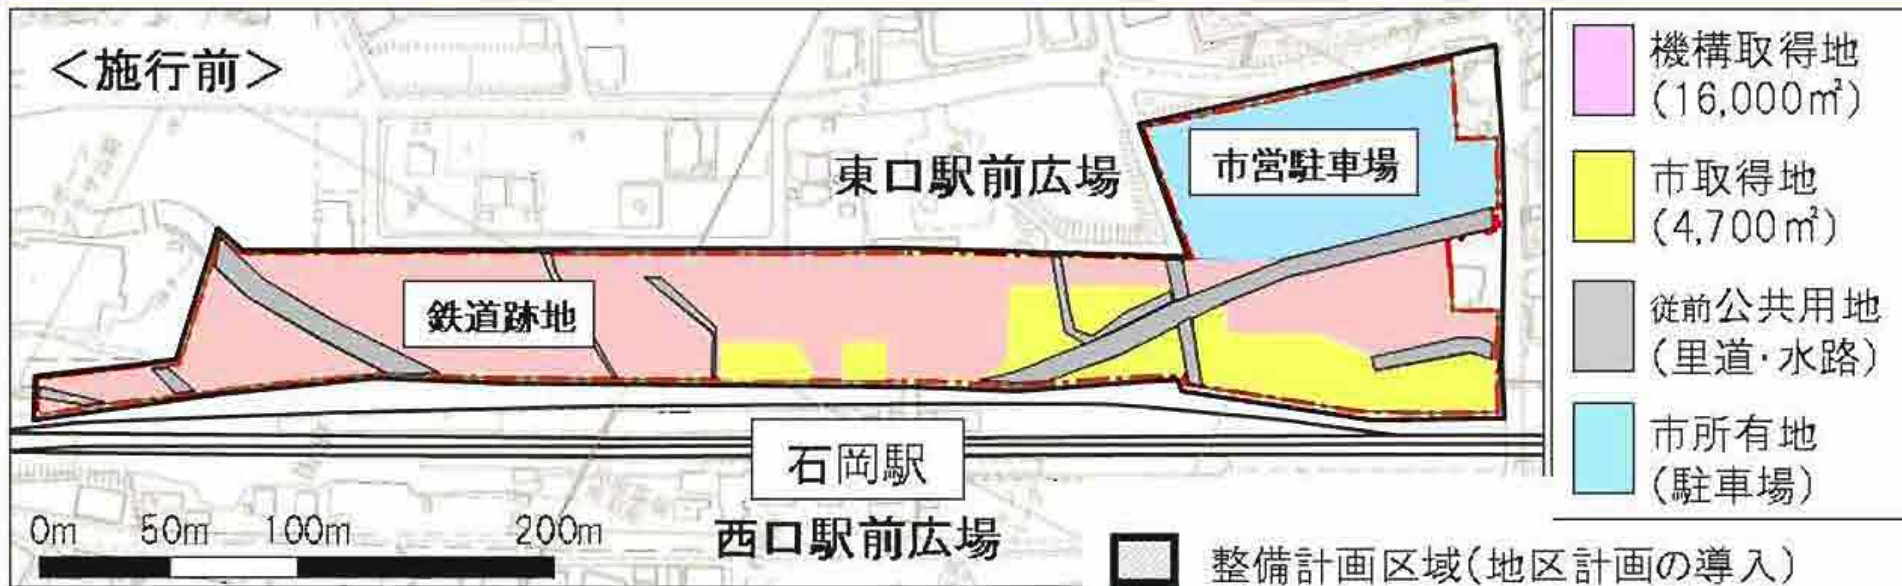 <施行前>
東口駅前広場
市営駐車場
鉄道跡地
石岡駅
西口駅前広場
0m 50m 100m 200m
機構取得地
(16,000㎡)
市取得地
(4,700㎡)
従前公共用地
(里道・水路)
市所有地
(駐車場)
整備計画区域(地区計画の導入)